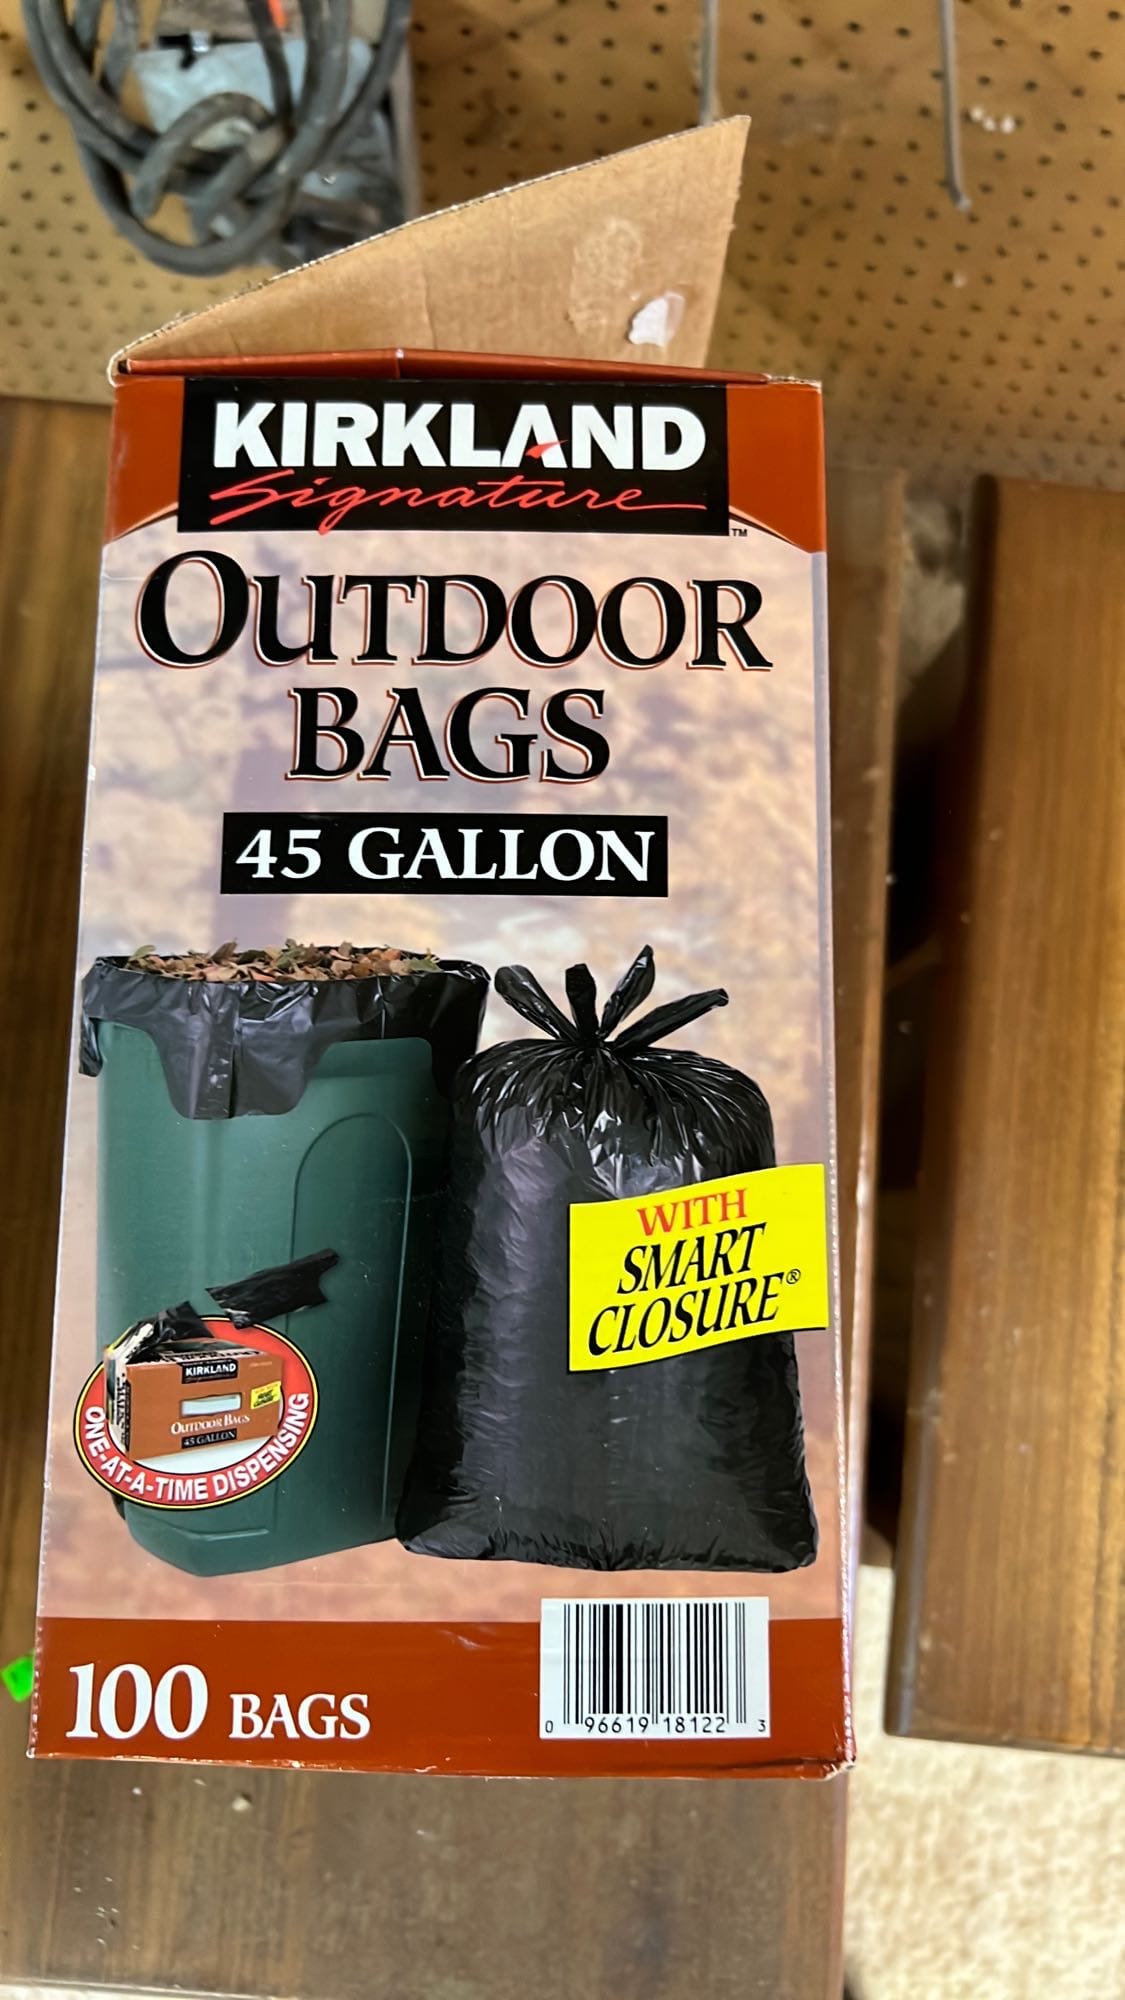 KIRKLAND
Signature™
OUTDOOR
BAGS
45 GALLON
WITH
SMART
CLOSURE®
KIRKLAND
Signature
OUTDOOR BAGS
45 GALLON
ONE-AT-A-TIME DISPENSING
100 BAGS
0 96619 18122 3